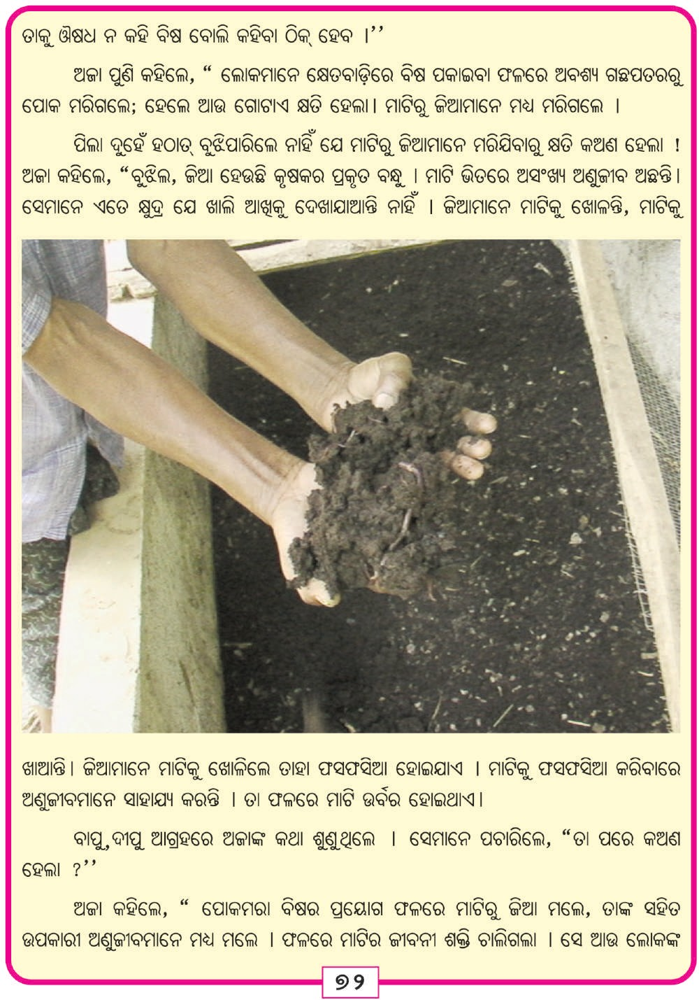 ତାକୁ ଔଷଧ ନ କହି ବିଷ ବୋଲି କହିବା ଠିକ୍ ହେବ ।’’
ଅଜା ପୁଣି କହିଲେ, “ ଲୋକମାନେ କ୍ଷେତବାଡ଼ିରେ ବିଷ ପକାଇବା ଫଳରେ ଅବଶ୍ୟ ଗଛପତରରୁ
ପୋକ ମରିଗଲେ; ହେଲେ ଆଉ ଗୋଟାଏ କ୍ଷତି ହେଲା। ମାଟିରୁ ଜିଆମାନେ ମଧ୍ୟ ମରିଗଲେ ।
ପିଲା ଦୁହେଁ ହଠାତ୍ ବୁଝିପାରିଲେ ନାହିଁ ଯେ ମାଟିରୁ ଜିଆମାନେ ମରିଯିବାରୁ କ୍ଷତି କଅଣ ହେଲା !
ଅଜା କହିଲେ, “ବୁଝିଲ, ଜିଆ ହେଉଛି କୃଷକର ପ୍ରକୃତ ବନ୍ଧୁ । ମାଟି ଭିତରେ ଅସଂଖ୍ୟ ଅଣୁଜୀବ ଅଛନ୍ତି।
ସେମାନେ ଏତେ କ୍ଷୁଦ୍ର ଯେ ଖାଲି ଆଖିକୁ ଦେଖାଯାଆନ୍ତି ନାହିଁ । ଜିଆମାନେ ମାଟିକୁ ଖୋଳନ୍ତି, ମାଟିକୁ
ଖାଆନ୍ତି। ଜିଆମାନେ ମାଟିକୁ ଖୋଳିଲେ ତାହା ଫସଫସିଆ ହୋଇଯାଏ । ମାଟିକୁ ଫସଫସିଆ କରିବାରେ
ଅଣୁଜୀବମାନେ ସାହାଯ୍ୟ କରନ୍ତି । ତା ଫଳରେ ମାଟି ଉର୍ବର ହୋଇଥାଏ।
ବାପୁ,ଦୀପୁ ଆଗ୍ରହରେ ଅଜାଙ୍କ କଥା ଶୁଣୁଥିଲେ । ସେମାନେ ପଚାରିଲେ, “ତା ପରେ କଅଣ
ହେଲା ?’’
ଅଜା କହିଲେ, “ ପୋକମରା ବିଷର ପ୍ରୟୋଗ ଫଳରେ ମାଟିରୁ ଜିଆ ମଲେ, ତାଙ୍କ ସହିତ
ଉପକାରୀ ଅଣୁଜୀବମାନେ ମଧ୍ୟ ମଲେ । ଫଳରେ ମାଟିର ଜୀବନୀ ଶକ୍ତି ଚାଲିଗଲା । ସେ ଆଉ ଲୋକଙ୍କ
୭୨